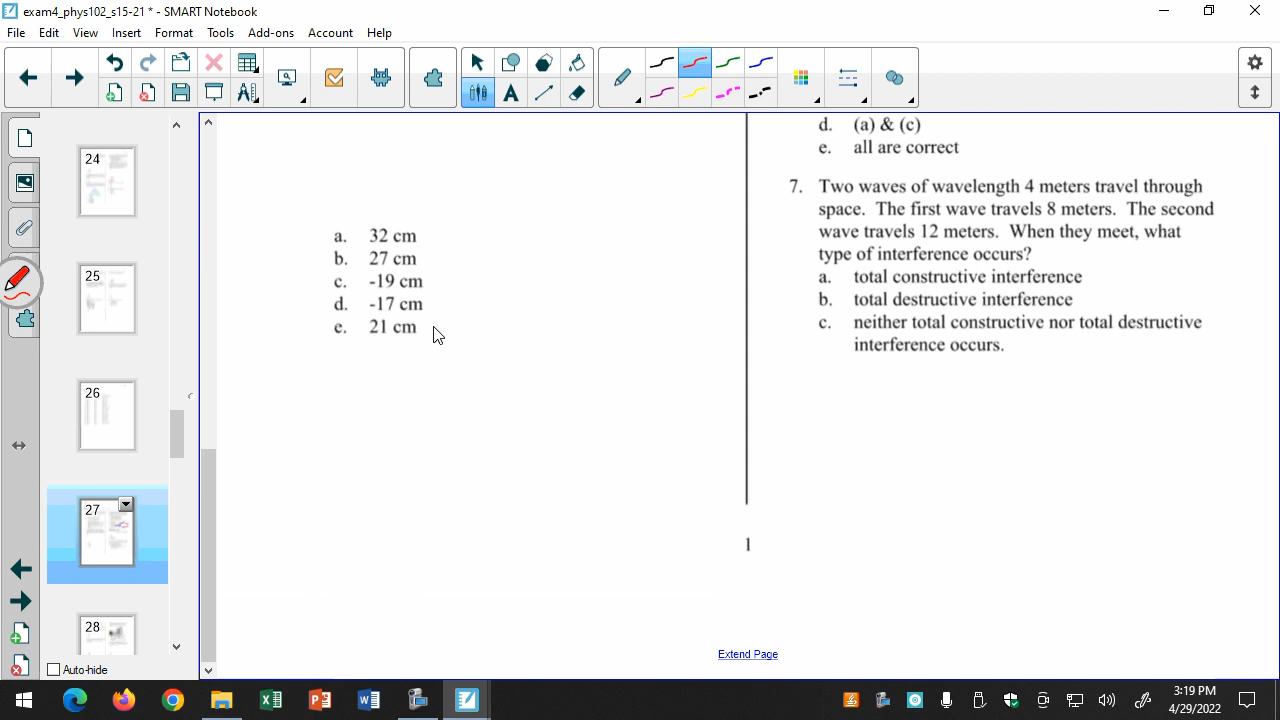 exam4_phys102_s15-21 * - SMART Notebook
File Edit View Insert Format Tools Add-ons Account Help
24
25
26
27
28
Auto-hide
a. 32 cm
b. 27 cm
c. -19 cm
d. -17 cm
e. 21 cm
d. (a) & (c)
e. all are correct
7. Two waves of wavelength 4 meters travel through
space. The first wave travels 8 meters. The second
wave travels 12 meters. When they meet, what
type of interference occurs?
a. total constructive interference
b. total destructive interference
c. neither total constructive nor total destructive
interference occurs.
1
Extend Page
3:19 PM
4/29/2022